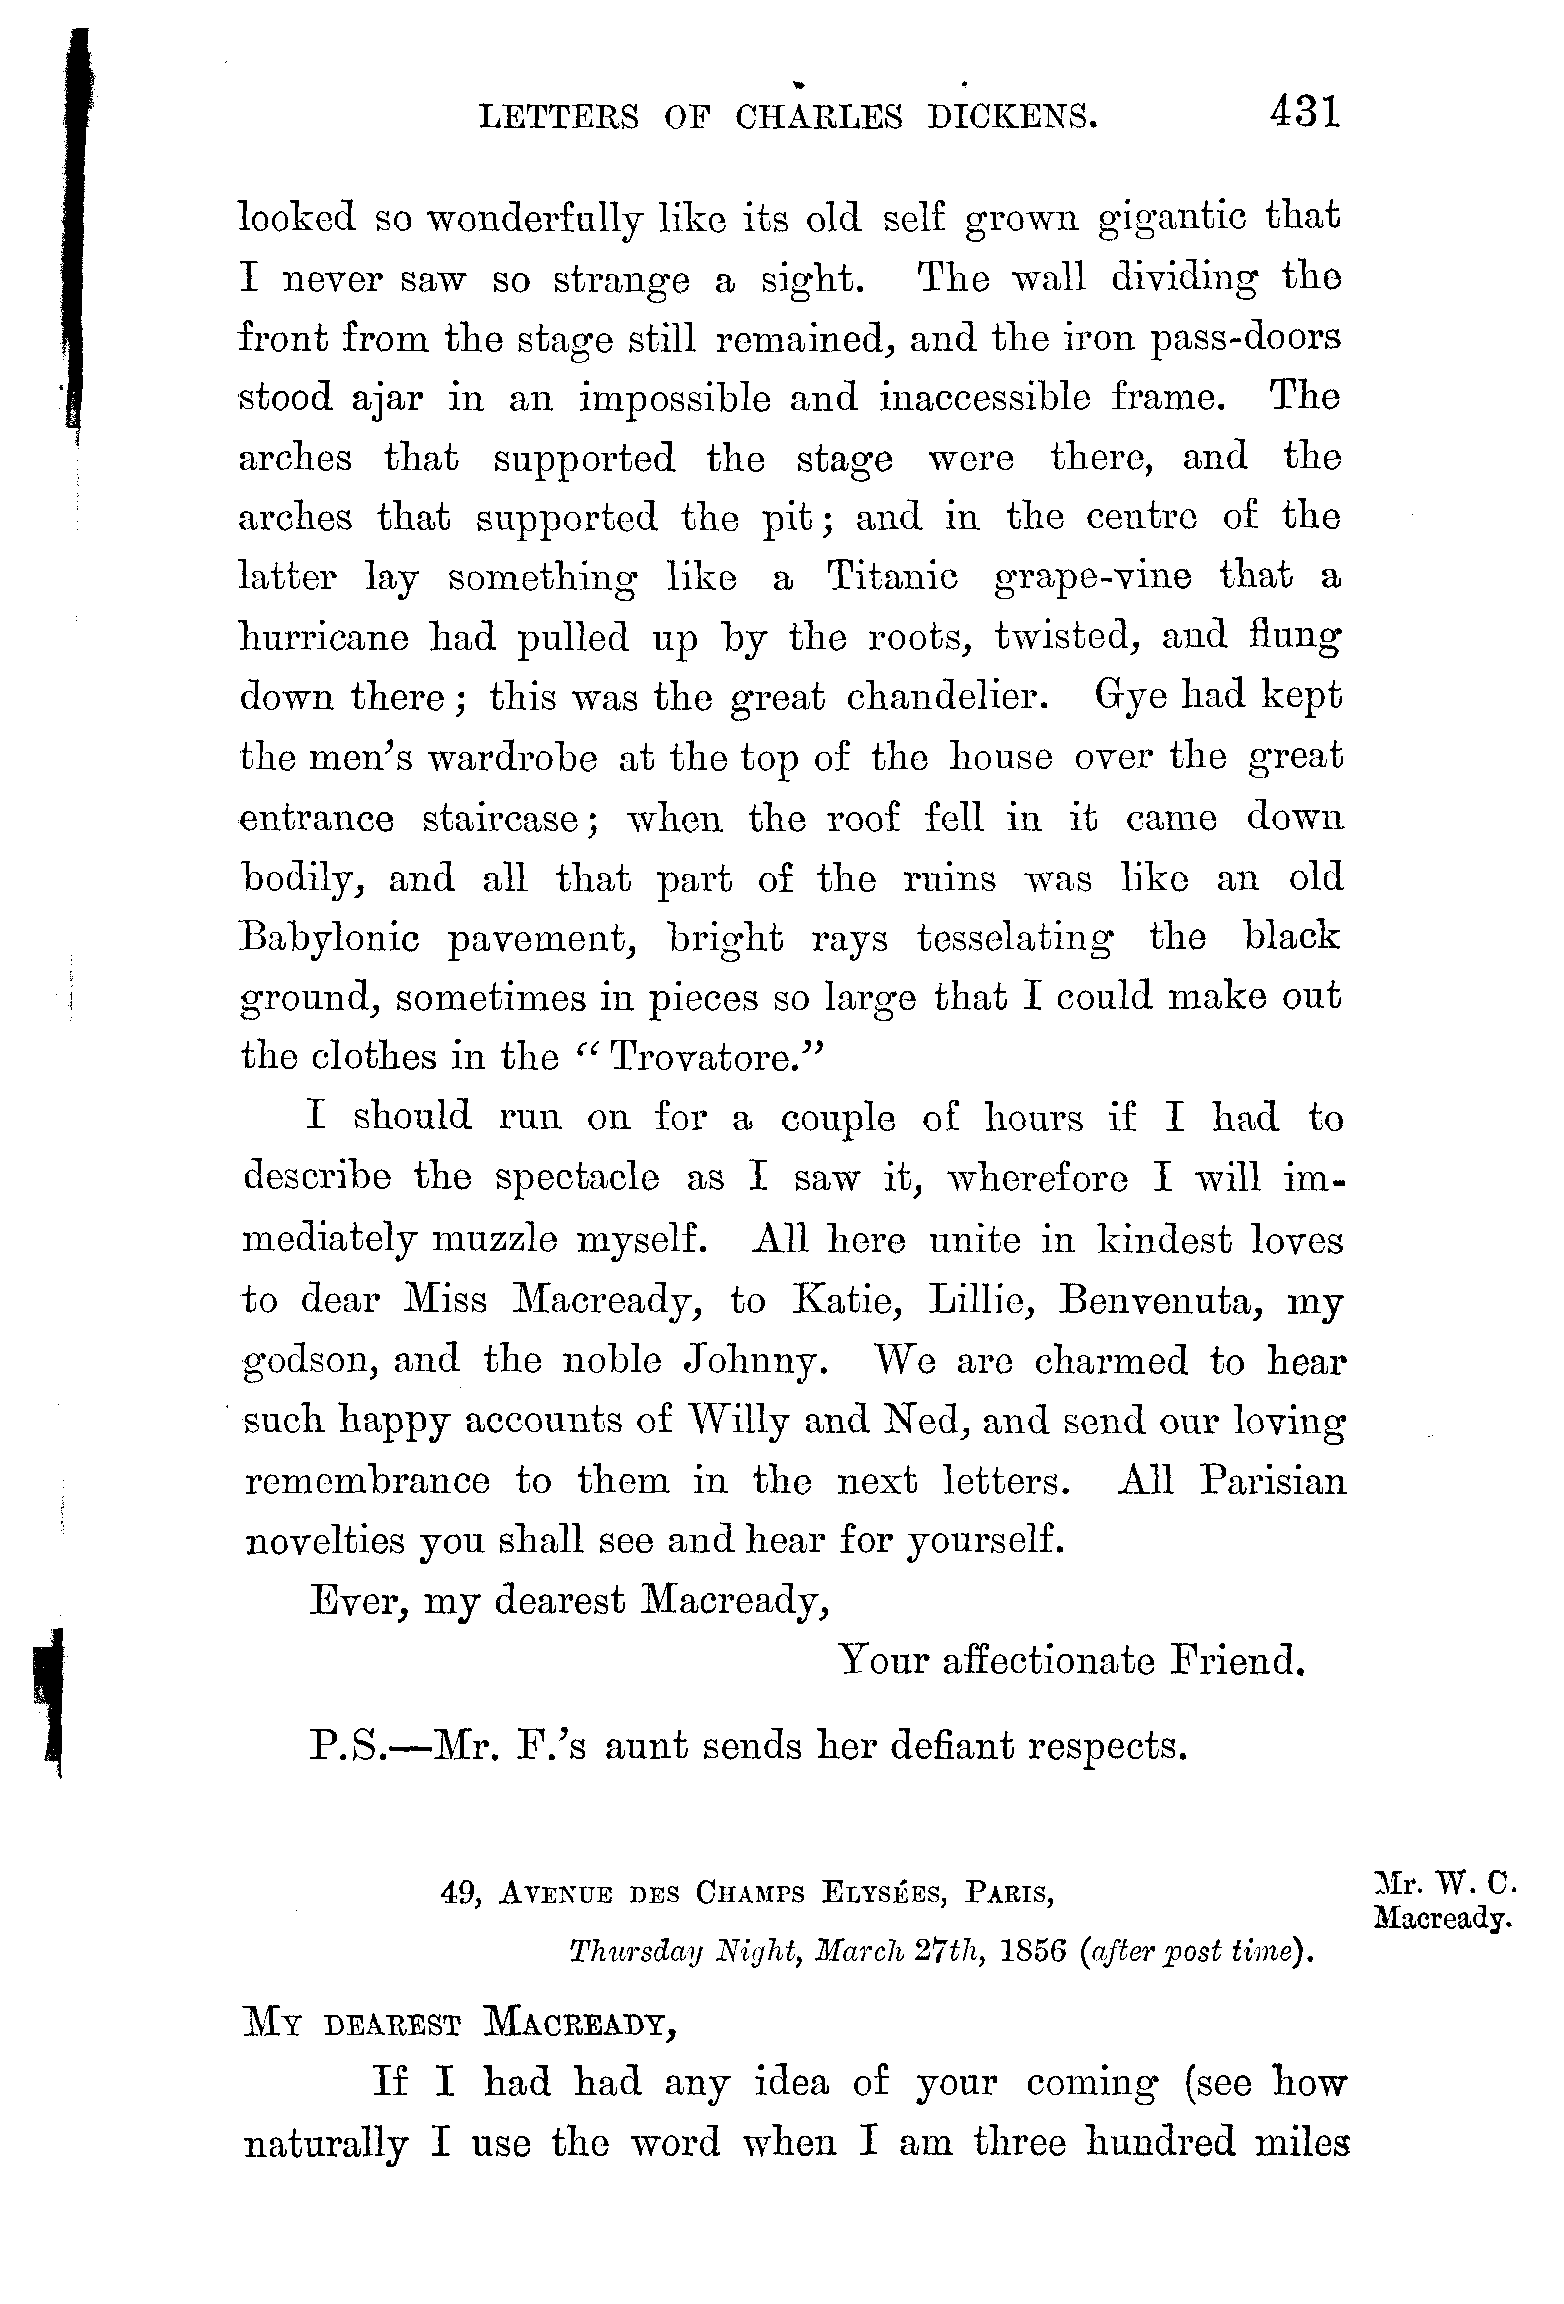 LETTERS OF CHARLES DICKENS. 431
looked so wonderfully like its old self grown gigantic that
I never saw so strange a sight. The wall dividing the
front from the stage still remained, and the iron pass-doors
stood ajar in an impossible and inaccessible frame. The
arches that supported the stage were there, and the
arches that supported the pit; and in the centre of the
latter lay something like a Titanic grape-vine that a
hurricane had pulled up by the roots, twisted, and flung
down there; this was the great chandelier. Gye had kept
the men's wardrobe at the top of the house over the great
entrance staircase; when the roof fell in it came down
bodily, and all that part of the ruins was like an old
Babylonic pavement, bright rays tesselating the black
ground, sometimes in pieces so large that I could make out
the clothes in the "Trovatore."
I should run on for a couple of hours if I had to
describe the spectacle as I saw it, wherefore I will im-
mediately muzzle myself. All here unite in kindest loves
to dear Miss Macready, to Katie, Lillie, Benvenuta, my
godson, and the noble Johnny. We are charmed to hear
such happy accounts of Willy and Ned, and send our loving
remembrance to them in the next letters. All Parisian
novelties you shall see and hear for yourself.
Ever, my dearest Macready,
Your affectionate Friend.
P.S.—Mr. F.'s aunt sends her defiant respects.
Mr. W. C.
Macready.
49, Avenue des Champs Elysées, Paris,
Thursday Night, March 27th, 1856 (after post time).
My dearest Macready,
If I had had any idea of your coming (see how
naturally I use the word when I am three hundred miles